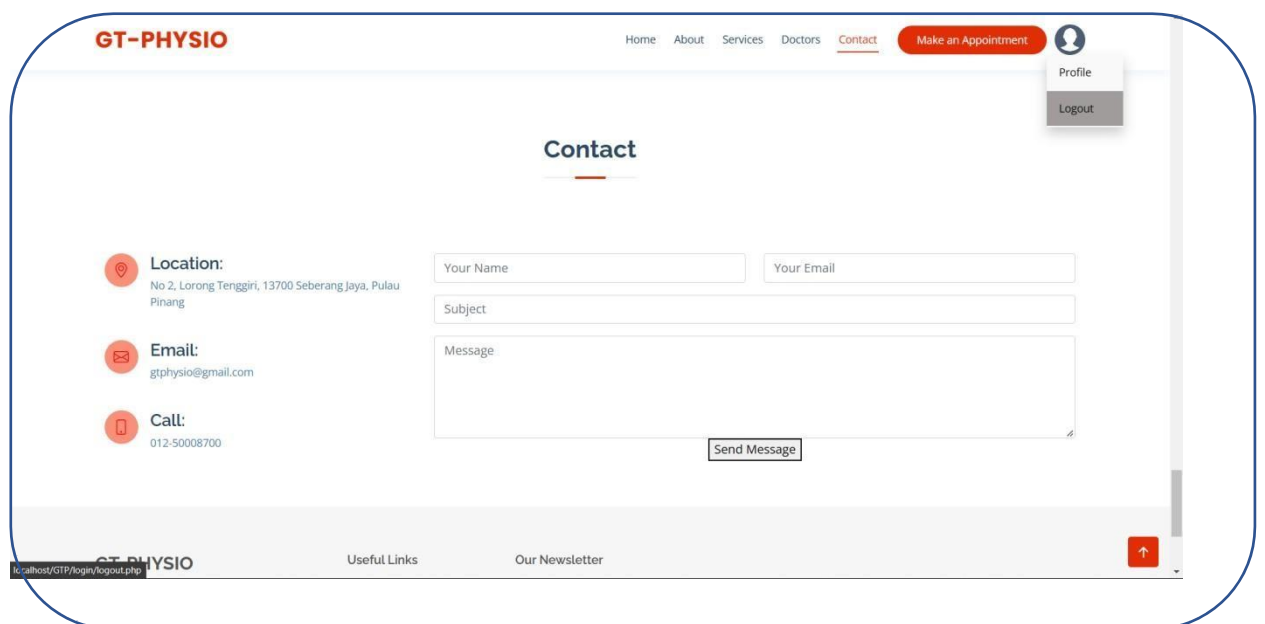 GT-PHYSIO
Home About Services Doctors Contact Make an Appointment
Profile
Logout
Contact
Location:
No 2, Lorong Tenggiri, 13700 Seberang Jaya, Pulau
Pinang
Email:
gtphysio@gmail.com
Call:
012-50008700
Your Name
Your Email
Subject
Message
Send Message
GT-PHYSIO
Useful Links
Our Newsletter
localhost/GTP/login/logout.php